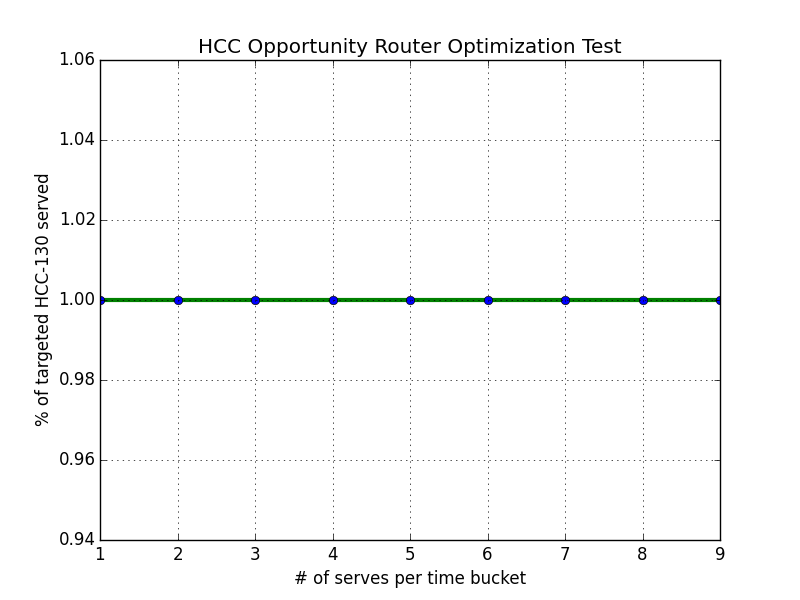 HCC Opportunity Router Optimization Test
1.06
1.04
1.02
1.00
0.98
0.96
0.94
% of targeted HCC-130 served
1 2 3 4 5 6 7 8 9
# of serves per time bucket